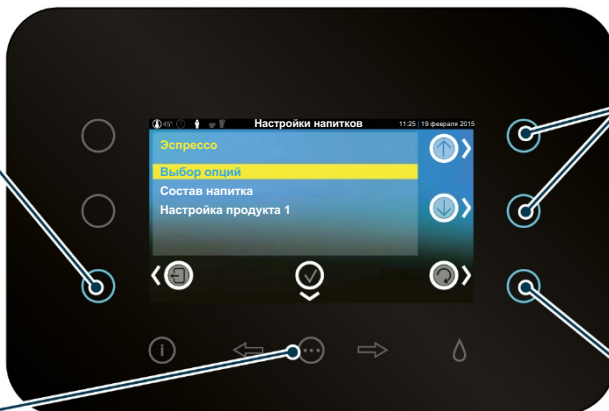 45° Настройки напитков 11:25 | 19 февраля 2015
Эспрессо
Выбор опций
Состав напитка
Настройка продукта 1